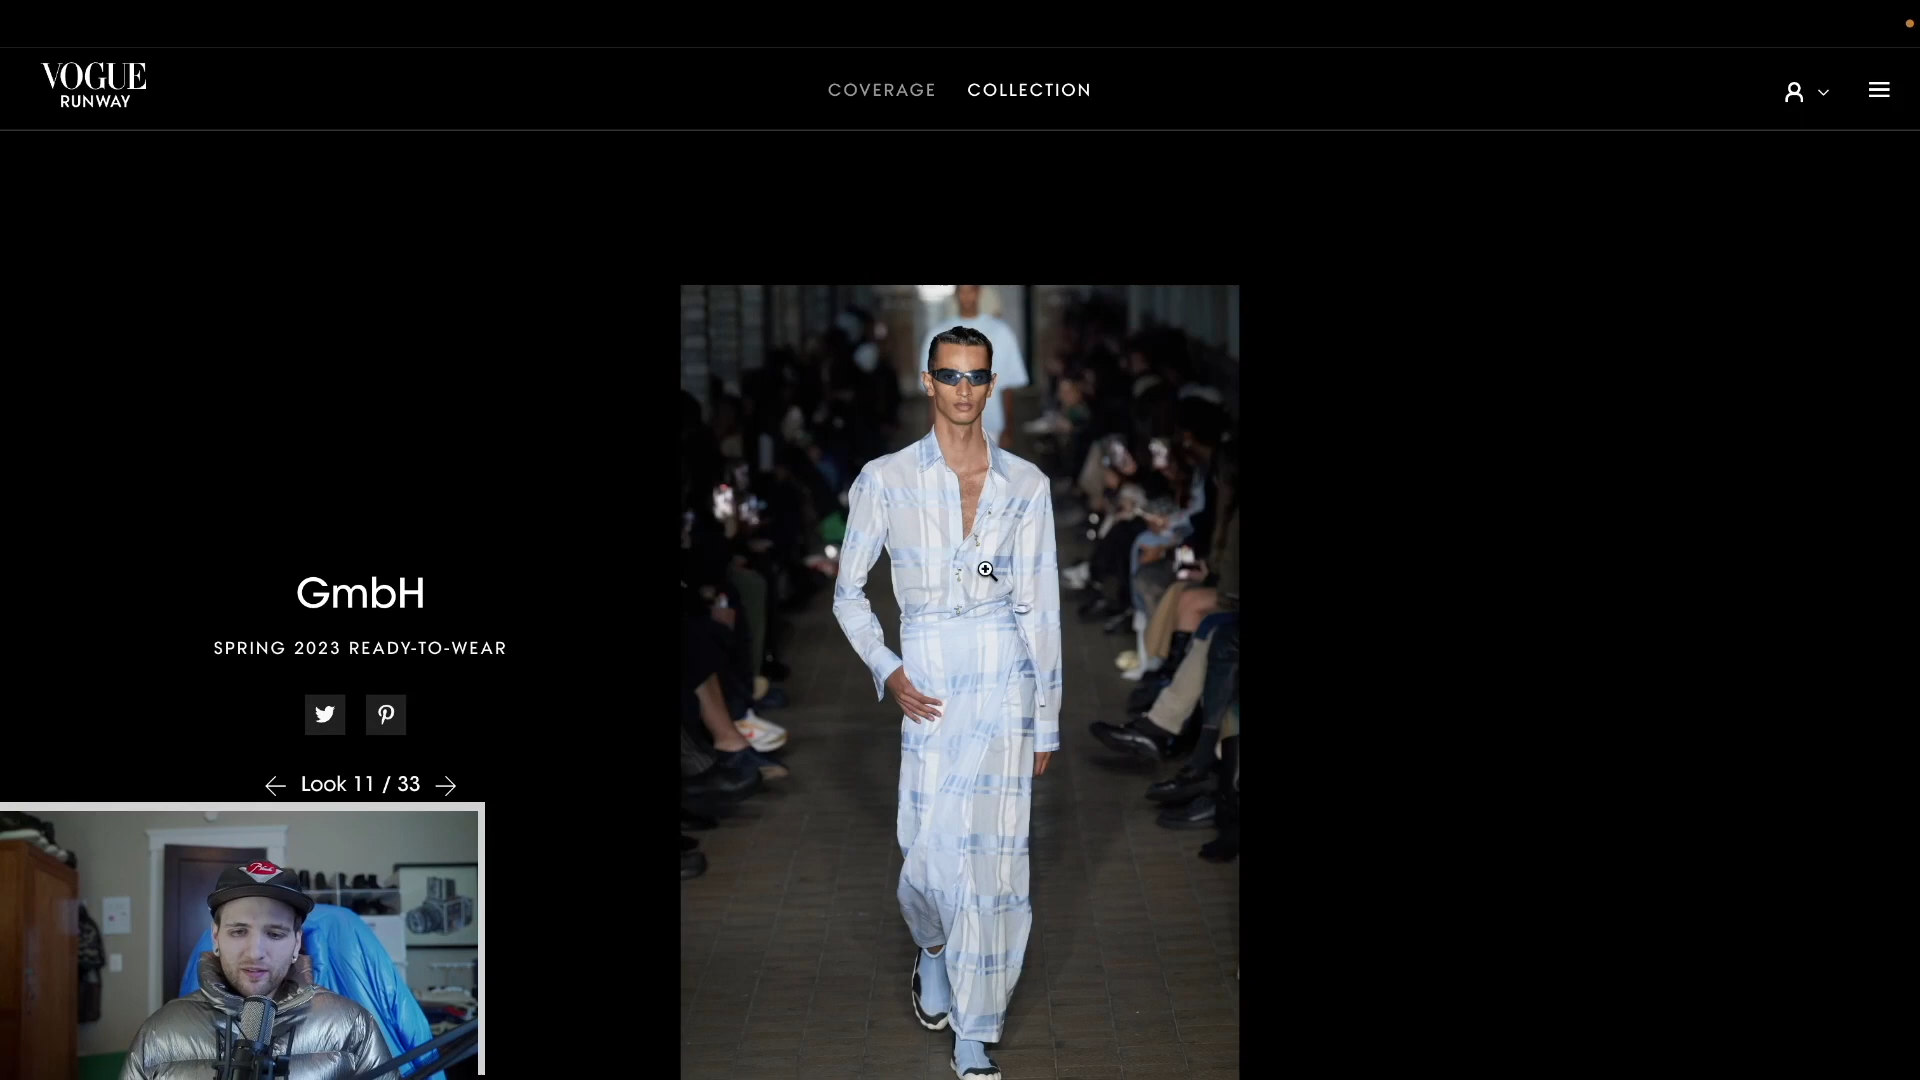 VOGUE
RUNWAY
COVERAGE COLLECTION
GmbH
SPRING 2023 READY-TO-WEAR
Look 11 / 33